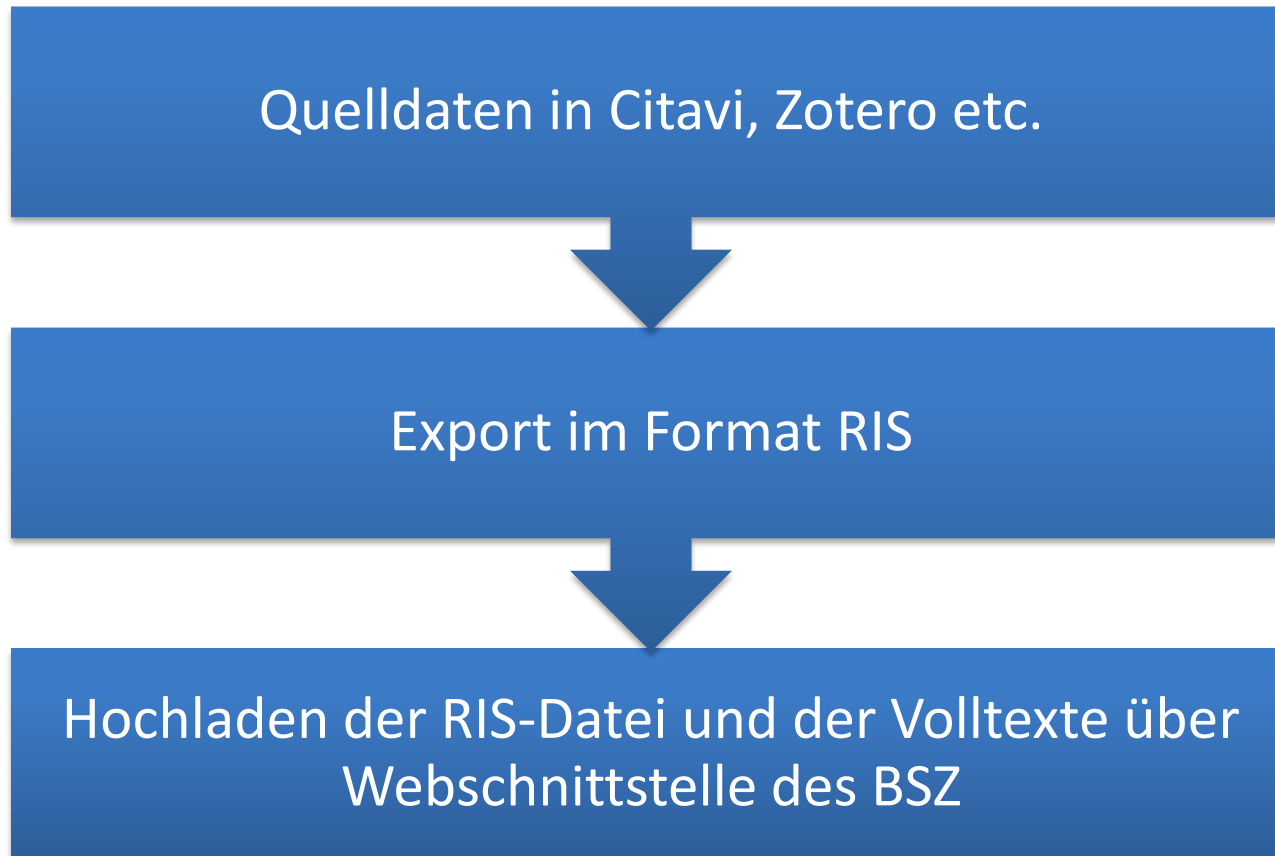 Quelldaten in Citavi, Zotero etc.
Export im Format RIS
Hochladen der RIS-Datei und der Volltexte über
Webschnittstelle des BSZ